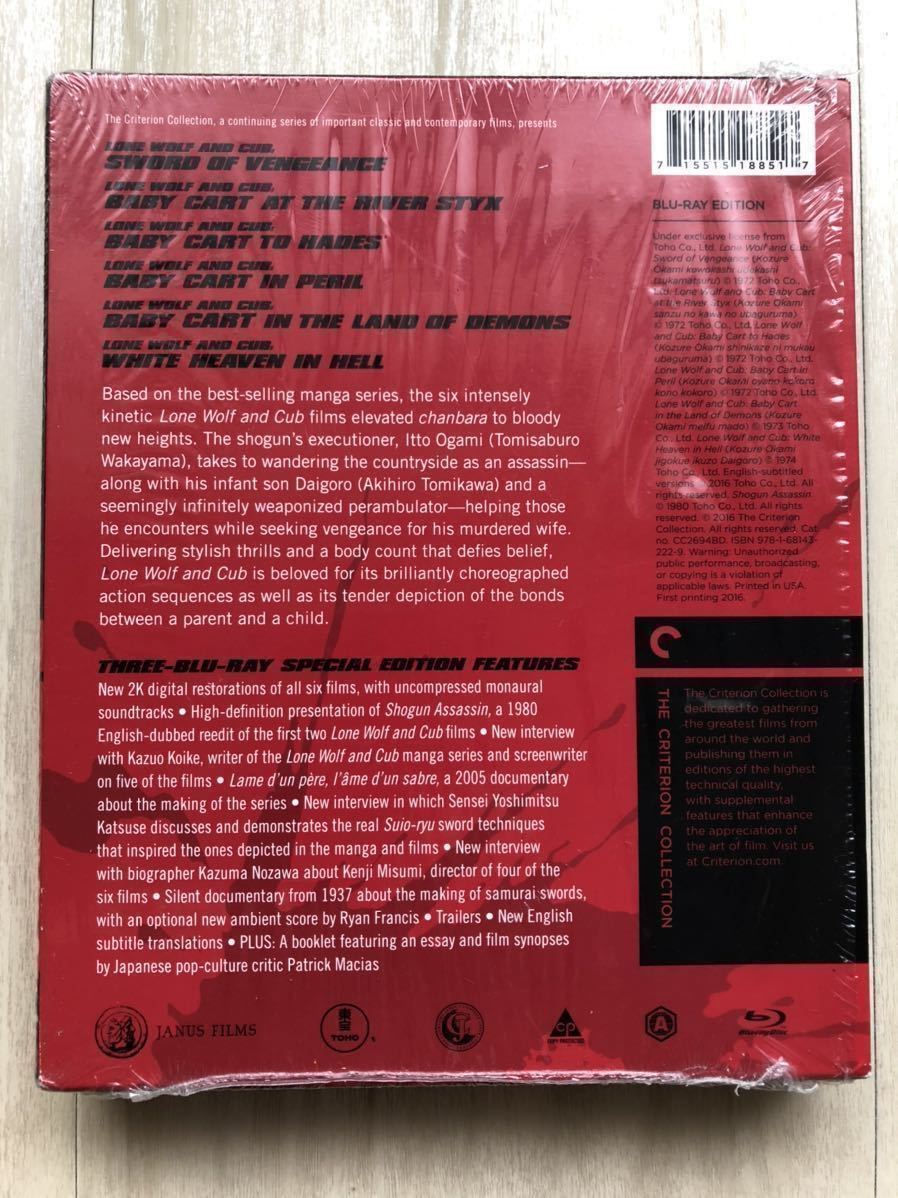 The Criterion Collection, a continuing series of important classic and contemporary films, presents
LONE WOLF AND CUB:
SWORD OF VENGEANCE
LONE WOLF AND CUB:
BABY CART AT THE RIVER STYX
LONE WOLF AND CUB:
BABY CART TO HADES
LONE WOLF AND CUB:
BABY CART IN PERIL
LONE WOLF AND CUB:
BABY CART IN THE LAND OF DEMONS
LONE WOLF AND CUB:
WHITE HEAVEN IN HELL
Based on the best-selling manga series, the six intensely
kinetic Lone Wolf and Cub films elevated chanbara to bloody
new heights. The shogun's executioner, Itto Ogami (Tomisaburo
Wakayama), takes to wandering the countryside as an assassin—
along with his infant son Daigoro (Akihiro Tomikawa) and a
seemingly infinitely weaponized perambulator—helping those
he encounters while seeking vengeance for his murdered wife.
Delivering stylish thrills and a body count that defies belief,
Lone Wolf and Cub is beloved for its brilliantly choreographed
action sequences as well as its tender depiction of the bonds
between a parent and a child.
THREE-BLU-RAY SPECIAL EDITION FEATURES
New 2K digital restorations of all six films, with uncompressed monaural
soundtracks • High-definition presentation of Shogun Assassin, a 1980
English-dubbed reedit of the first two Lone Wolf and Cub films • New interview
with Kazuo Koike, writer of the Lone Wolf and Cub manga series and screenwriter
on five of the films • Lame d'un père, l'âme d'un sabre, a 2005 documentary
about the making of the series • New interview in which Sensei Yoshimitsu
Katsuse discusses and demonstrates the real Suio-ryu sword techniques
that inspired the ones depicted in the manga and films • New interview
with biographer Kazuma Nozawa about Kenji Misumi, director of four of the
six films • Silent documentary from 1937 about the making of samurai swords,
with an optional new ambient score by Ryan Francis • Trailers • New English
subtitle translations • PLUS: A booklet featuring an essay and film synopses
by Japanese pop-culture critic Patrick Macias
7 15515 18851 7
BLU-RAY EDITION
Under exclusive license from
Toho Co., Ltd. Lone Wolf and Cub:
Sword of Vengeance (Kozure
Okami kowokashi udekashi
tsukamatsuru) © 1972 Toho Co.,
Ltd. Lone Wolf and Cub: Baby Cart
at the River Styx (Kozure Okami
sanzu no kawa no ubaguruma)
© 1972 Toho Co., Ltd. Lone Wolf
and Cub: Baby Cart to Hades
(Kozure Okami shinikaze ni mukau
ubaguruma) © 1972 Toho Co., Ltd.
Lone Wolf and Cub: Baby Cart in
Peril (Kozure Okami oyano kokoro
kono kokoro) © 1972 Toho Co., Ltd.
Lone Wolf and Cub: Baby Cart
in the Land of Demons (Kozure
Okami meifu mado) © 1973 Toho
Co., Ltd. Lone Wolf and Cub: White
Heaven in Hell (Kozure Okami
jigokue ikuzo Daigoro) © 1974
Toho Co., Ltd. English-subtitled
versions © 2016 Toho Co., Ltd. All
rights reserved. Shogun Assassin
© 1980 Toho Co., Ltd. All rights
reserved. © 2016 The Criterion
Collection. All rights reserved. Cat.
no. CC2694BD. ISBN 978-1-68143-
222-9. Warning: Unauthorized
public performance, broadcasting,
or copying is a violation of
applicable laws. Printed in USA.
First printing 2016.
THE CRITERION COLLECTION
The Criterion Collection is
dedicated to gathering
the greatest films from
around the world and
publishing them in
editions of the highest
technical quality,
with supplemental
features that enhance
the appreciation of
the art of film. Visit us
at Criterion.com.
JANUS FILMS
東宝
TOHO
cp
COPY PROTECTED
A
Blu-ray Disc